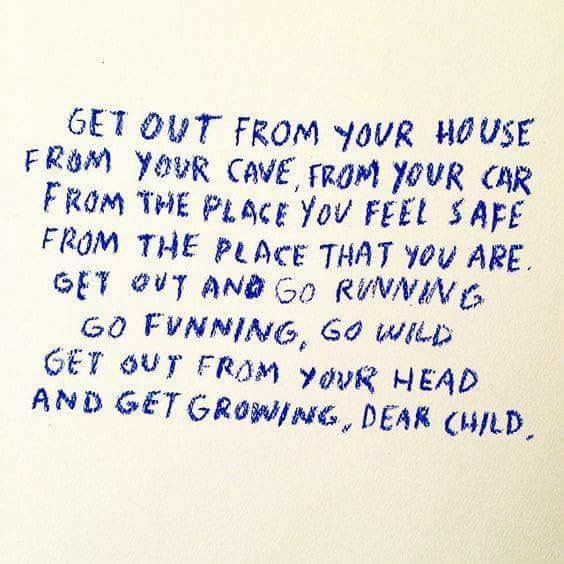 GET OUT FROM YOUR HOUSE
FROM YOUR CAVE, FROM YOUR CAR
FROM THE PLACE YOU FEEL SAFE
FROM THE PLACE THAT YOU ARE.
GET OUT AND GO RUNNING
GO FUNNING, GO WILD
GET OUT FROM YOUR HEAD
AND GET GROWING, DEAR CHILD.